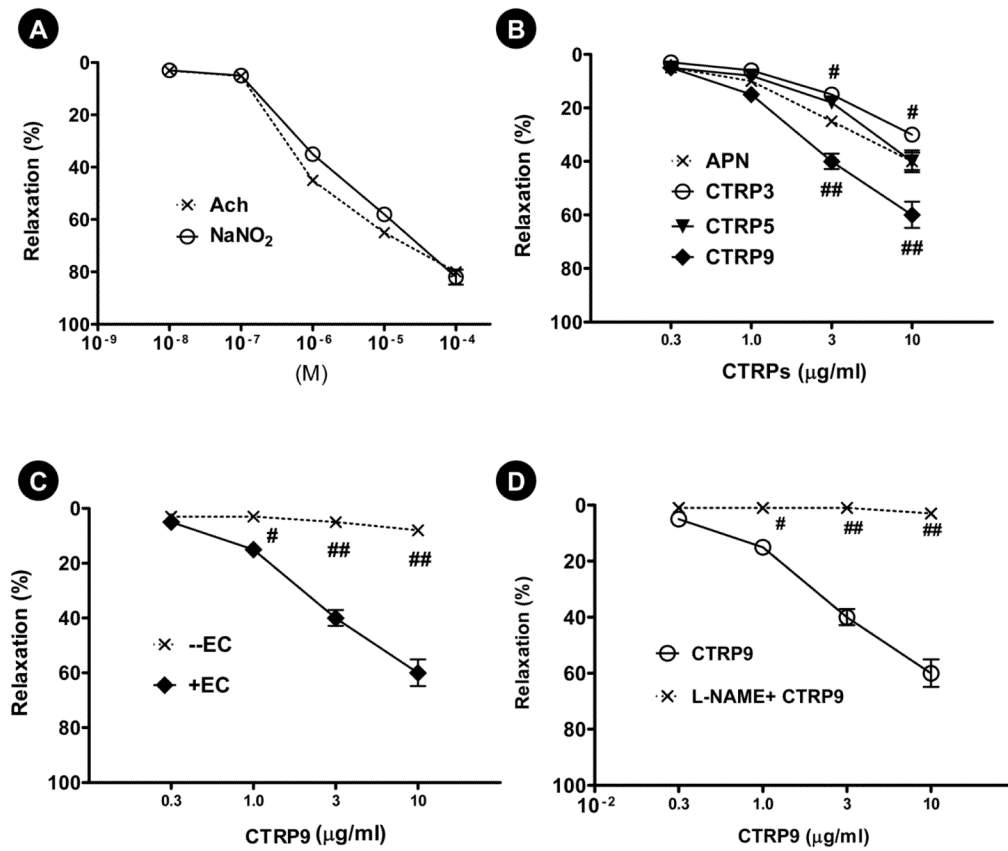 A
Relaxation (%)
0
20
40
60
80
100
Ach
NaNO₂
10⁻⁹ 10⁻⁸ 10⁻⁷ 10⁻⁶ 10⁻⁵ 10⁻⁴
(M)
B
Relaxation (%)
0
20
40
60
80
100
#
#
##
##
APN
CTRP3
CTRP5
CTRP9
0.3 1.0 3 10
CTRPs (μg/ml)
C
Relaxation (%)
0
20
40
60
80
100
# ## ##
--EC
+EC
0.3 1.0 3 10
CTRP9 (μg/ml)
D
Relaxation (%)
0
20
40
60
80
100
# ## ##
CTRP9
L-NAME+ CTRP9
10⁻² 0.3 1.0 3 10
CTRP9 (μg/ml)